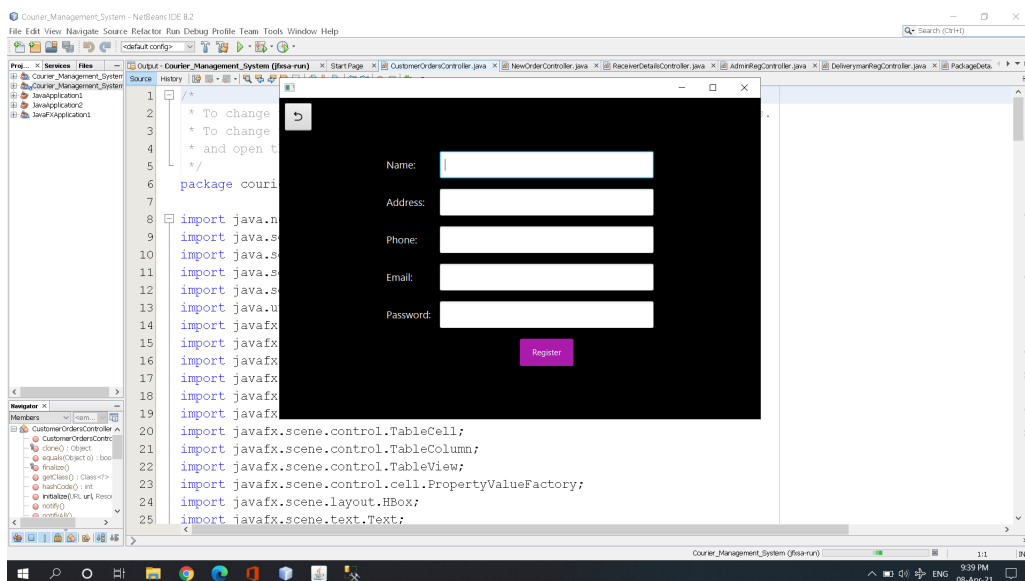 Courier_Management_System - NetBeans IDE 8.2
File Edit View Navigate Source Refactor Run Debug Profile Team Tools Window Help
Search (Ctrl+I)
<default config>
Proj... Services Files
Output - Courier_Management_System (jfxsa-run) Start Page CustomerOrdersController.java NewOrderController.java ReceiverDetailsController.java AdminRegController.java DeliverymanRegController.java PackageDeta.
Courier_Management_System
Courier_Management_System
JavaApplication1
JavaApplication2
JavaFXApplication1
Source History
1 /*
2 * To change
3 * To change
4 * and open t
5 */
6 package couri
7
8 import java.n
9 import java.s
10 import java.s
11 import java.s
12 import java.s
13 import java.u
14 import javafx
15 import javafx
16 import javafx
17 import javafx
18 import javafx
19 import javafx
20 import javafx.scene.control.TableCell;
21 import javafx.scene.control.TableColumn;
22 import javafx.scene.control.TableView;
23 import javafx.scene.control.cell.PropertyValueFactory;
24 import javafx.scene.layout.HBox;
25 import javafx.scene.text.Text;
Name:
Address:
Phone:
Email:
Password:
Register
Navigator
Members <em...
CustomerOrdersController
CustomerOrdersContro
clone() : Object
equals(Object o) : boo
finalize()
getClass() : Class<?>
hashCode() : int
initialize(URL url, Resou
notify()
notifyAll()
Courier_Management_System (jfxsa-run)
1:1
IN
ENG
9:39 PM
08-Apr-21